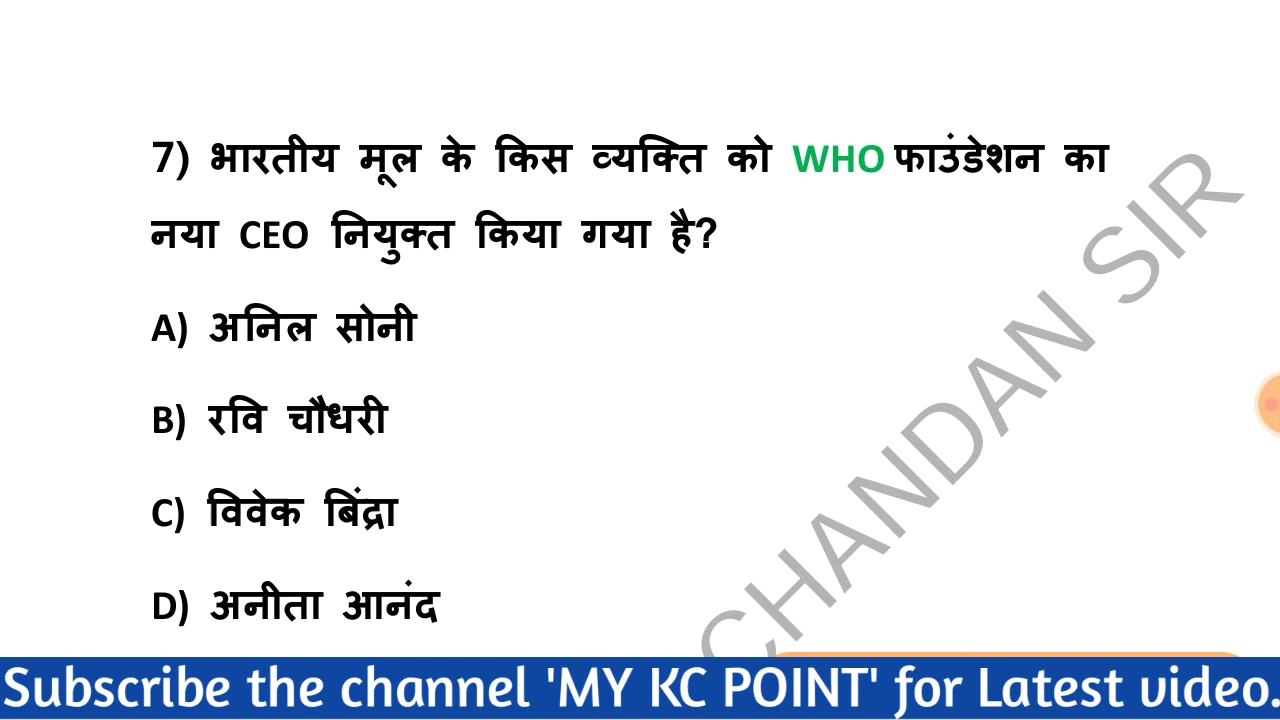 7) भारतीय मूल के किस व्यक्ति को WHO फाउंडेशन का
नया CEO नियुक्त किया गया है?
A) अनिल सोनी
B) रवि चौधरी
C) विवेक बिंद्रा
D) अनीता आनंद
CHANDAN SIR
Subscribe the channel 'MY KC POINT' for Latest video.